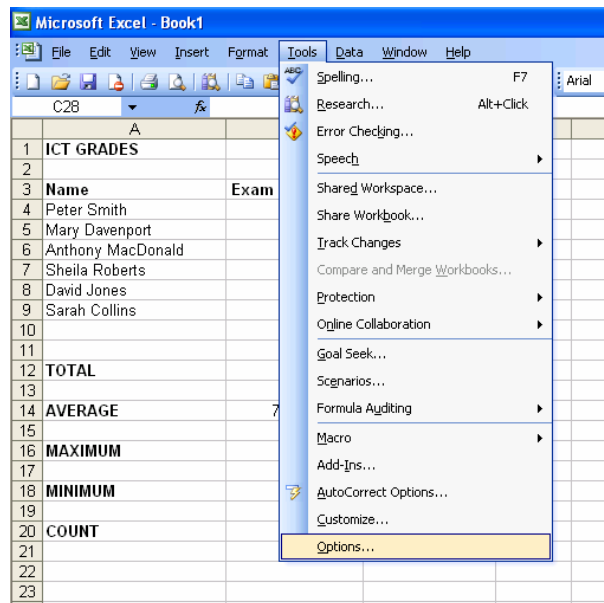 Microsoft Excel - Book1
File Edit View Insert Format Tools Data Window Help
Arial
C28 fx
A
1 ICT GRADES
2
3 Name Exam
4 Peter Smith
5 Mary Davenport
6 Anthony MacDonald
7 Sheila Roberts
8 David Jones
9 Sarah Collins
10
11
12 TOTAL
13
14 AVERAGE 7
15
16 MAXIMUM
17
18 MINIMUM
19
20 COUNT
21
22
23
ABC Spelling... F7
Research... Alt+Click
Error Checking...
Speech
Shared Workspace...
Share Workbook...
Track Changes
Compare and Merge Workbooks...
Protection
Online Collaboration
Goal Seek...
Scenarios...
Formula Auditing
Macro
Add-Ins...
AutoCorrect Options...
Customize...
Options...